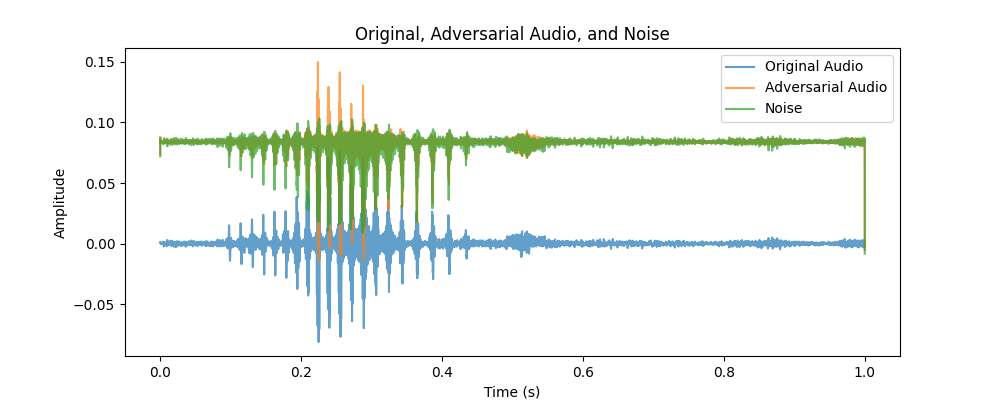 Original, Adversarial Audio, and Noise
Original Audio
Adversarial Audio
Noise
0.15
0.10
0.05
0.00
−0.05
Amplitude
0.0 0.2 0.4 0.6 0.8 1.0
Time (s)